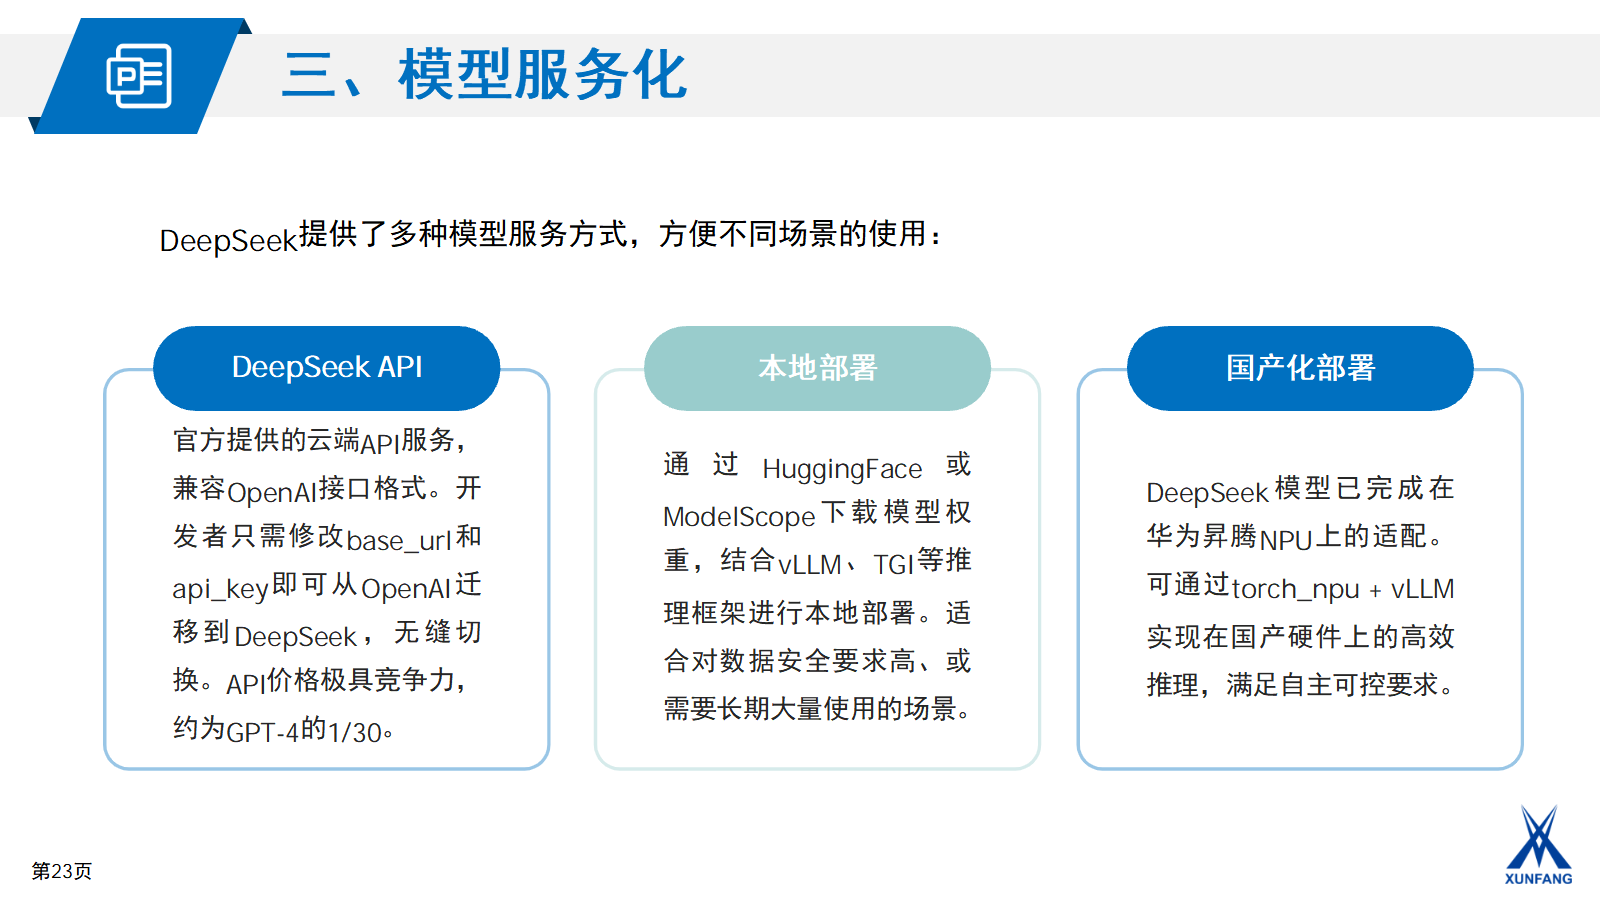 三、模型服务化
DeepSeek提供了多种模型服务方式，方便不同场景的使用：
DeepSeek API
官方提供的云端API服务，
兼容OpenAI接口格式。开
发者只需修改base_url和
api_key即可从OpenAI迁
移到DeepSeek，无缝切
换。API价格极具竞争力，
约为GPT-4的1/30。
本地部署
通过HuggingFace或
ModelScope下载模型权
重，结合vLLM、TGI等推
理框架进行本地部署。适
合对数据安全要求高、或
需要长期大量使用的场景。
国产化部署
DeepSeek模型已完成在
华为昇腾NPU上的适配。
可通过torch_npu + vLLM
实现在国产硬件上的高效
推理，满足自主可控要求。
第23页
XUNFANG